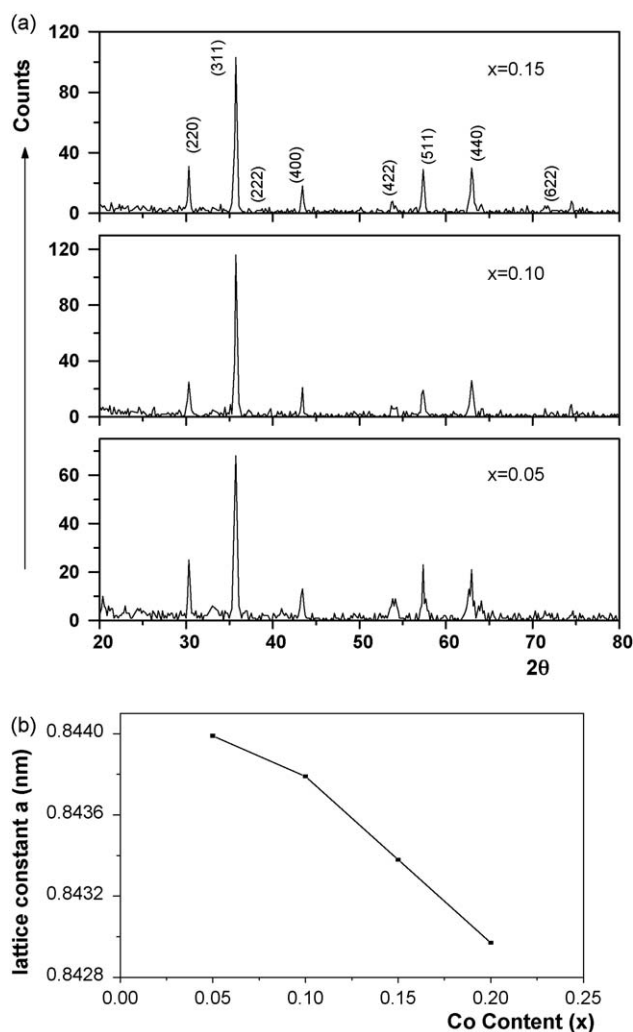 (a)
120
80
40
0
Counts
(220)
(311)
(222)
(400)
(422)
(511)
(440)
(622)
x=0.15
120
80
40
0
x=0.10
60
40
20
0
x=0.05
20 30 40 50 60 70 80
2θ
(b)
0.8440
0.8436
0.8432
0.8428
lattice constant a (nm)
0.00 0.05 0.10 0.15 0.20 0.25
Co Content (x)